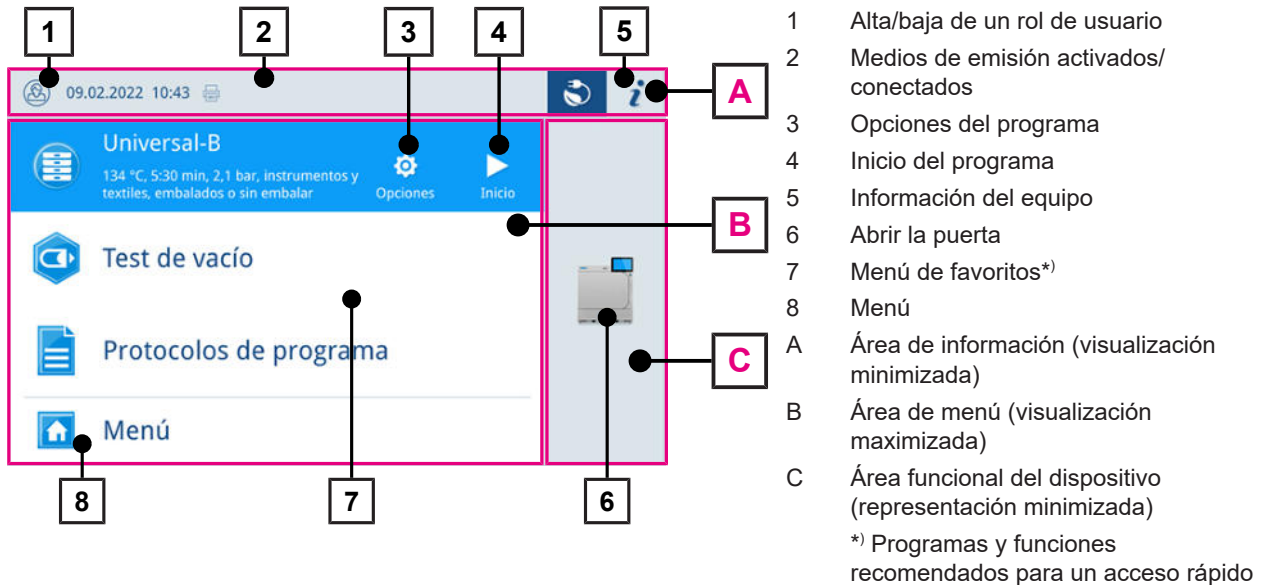 1 2 3 4 5
09.02.2022 10:43 i A
Universal-B
134 °C, 5:30 min, 2,1 bar, instrumentos y
textiles, embalados o sin embalar
Opciones Inicio
B
Test de vacío
Protocolos de programa
C
Menú
8 7 6
1 Alta/baja de un rol de usuario
2 Medios de emisión activados/
conectados
3 Opciones del programa
4 Inicio del programa
5 Información del equipo
6 Abrir la puerta
7 Menú de favoritos*)
8 Menú
A Área de información (visualización
minimizada)
B Área de menú (visualización
maximizada)
C Área funcional del dispositivo
(representación minimizada)
*) Programas y funciones
recomendados para un acceso rápido